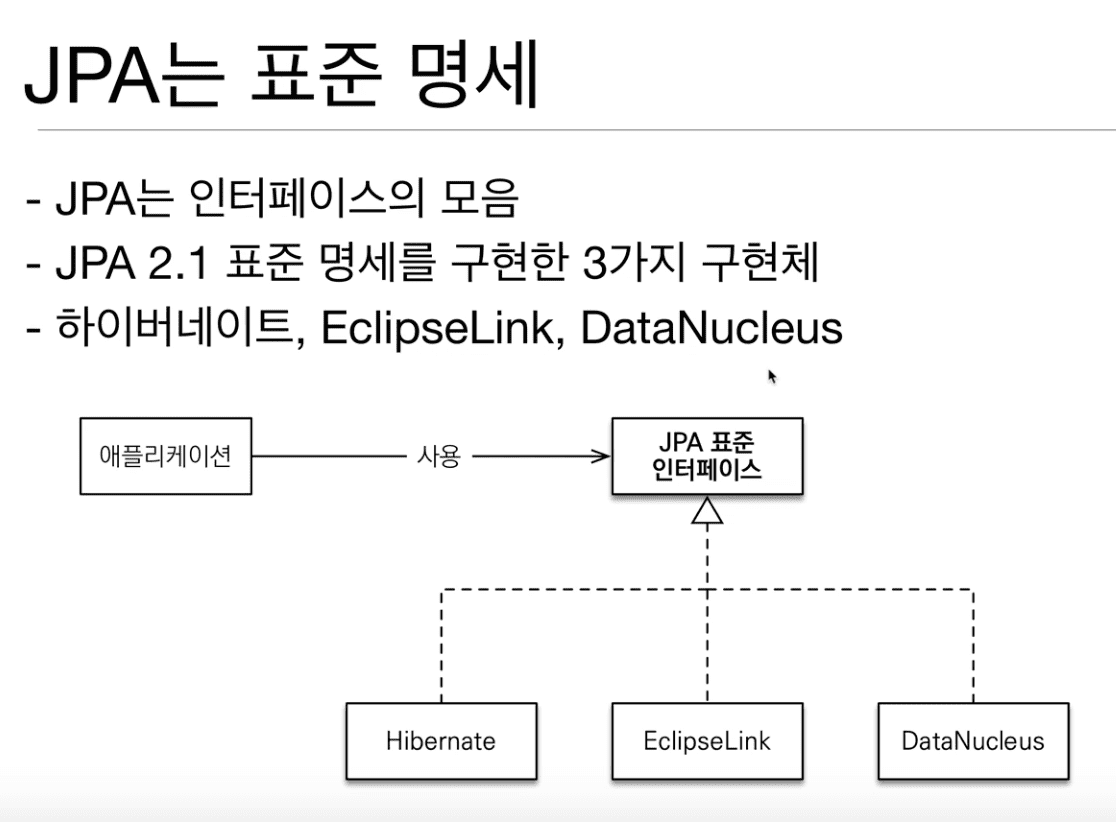 JPA는 표준 명세
- JPA는 인터페이스의 모음
- JPA 2.1 표준 명세를 구현한 3가지 구현체
- 하이버네이트, EclipseLink, DataNucleus
애플리케이션
사용
JPA 표준
인터페이스
Hibernate
EclipseLink
DataNucleus